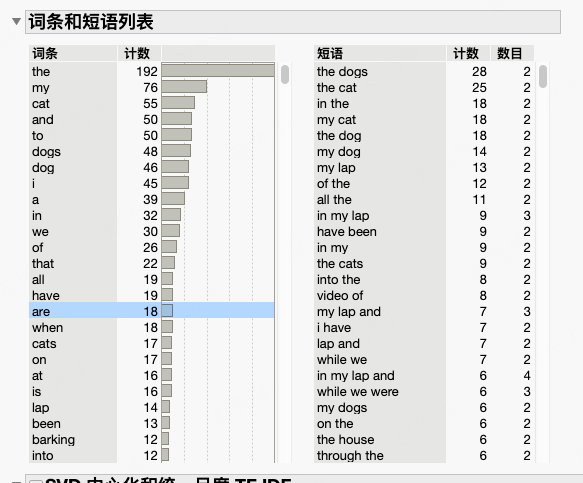 词条和短语列表
词条 计数 短语 计数 数目
the 192 the dogs 28 2
my 76 the cat 25 2
cat 55 in the 18 2
and 50 my cat 18 2
to 50 the dog 18 2
dogs 48 my dog 14 2
dog 46 my lap 13 2
i 45 of the 12 2
a 39 all the 11 2
in 32 in my lap 9 3
we 30 have been 9 2
of 26 in my 9 2
that 22 the cats 9 2
all 19 into the 8 2
have 19 video of 8 2
are 18 my lap and 7 3
when 18 i have 7 2
cats 17 lap and 7 2
on 17 while we 7 2
at 16 in my lap and 6 4
is 16 while we were 6 3
lap 14 my dogs 6 2
been 13 on the 6 2
barking 12 the house 6 2
into 12 through the 6 2